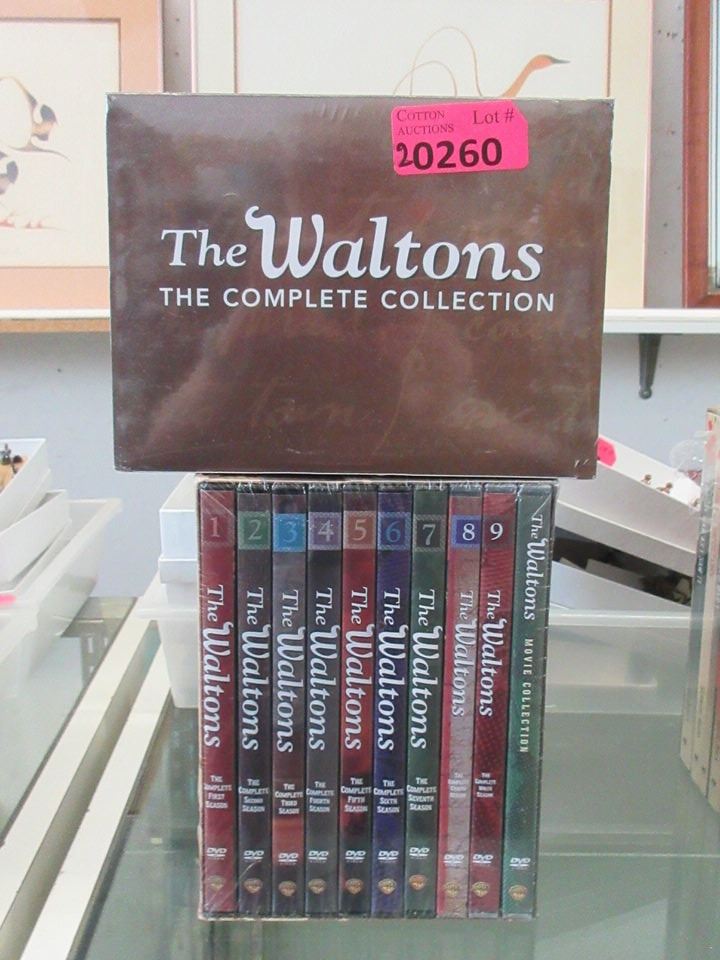 COTTON
AUCTIONS
Lot #
20260
The Waltons
THE COMPLETE COLLECTION
1
The Waltons
THE
COMPLETE
FIRST
SEASON
DVD
2
The Waltons
THE
COMPLETE
SECOND
SEASON
DVD
3
The Waltons
THE
COMPLETE
THIRD
SEASON
DVD
4
The Waltons
THE
COMPLETE
FOURTH
SEASON
DVD
5
The Waltons
THE
COMPLETE
FIFTH
SEASON
DVD
6
The Waltons
THE
COMPLETE
SIXTH
SEASON
DVD
7
The Waltons
THE
COMPLETE
SEVENTH
SEASON
DVD
8
The Waltons
THE
COMPLETE
EIGHTH
SEASON
DVD
9
The Waltons
THE
COMPLETE
NINTH
SEASON
DVD
The Waltons MOVIE COLLECTION
DVD